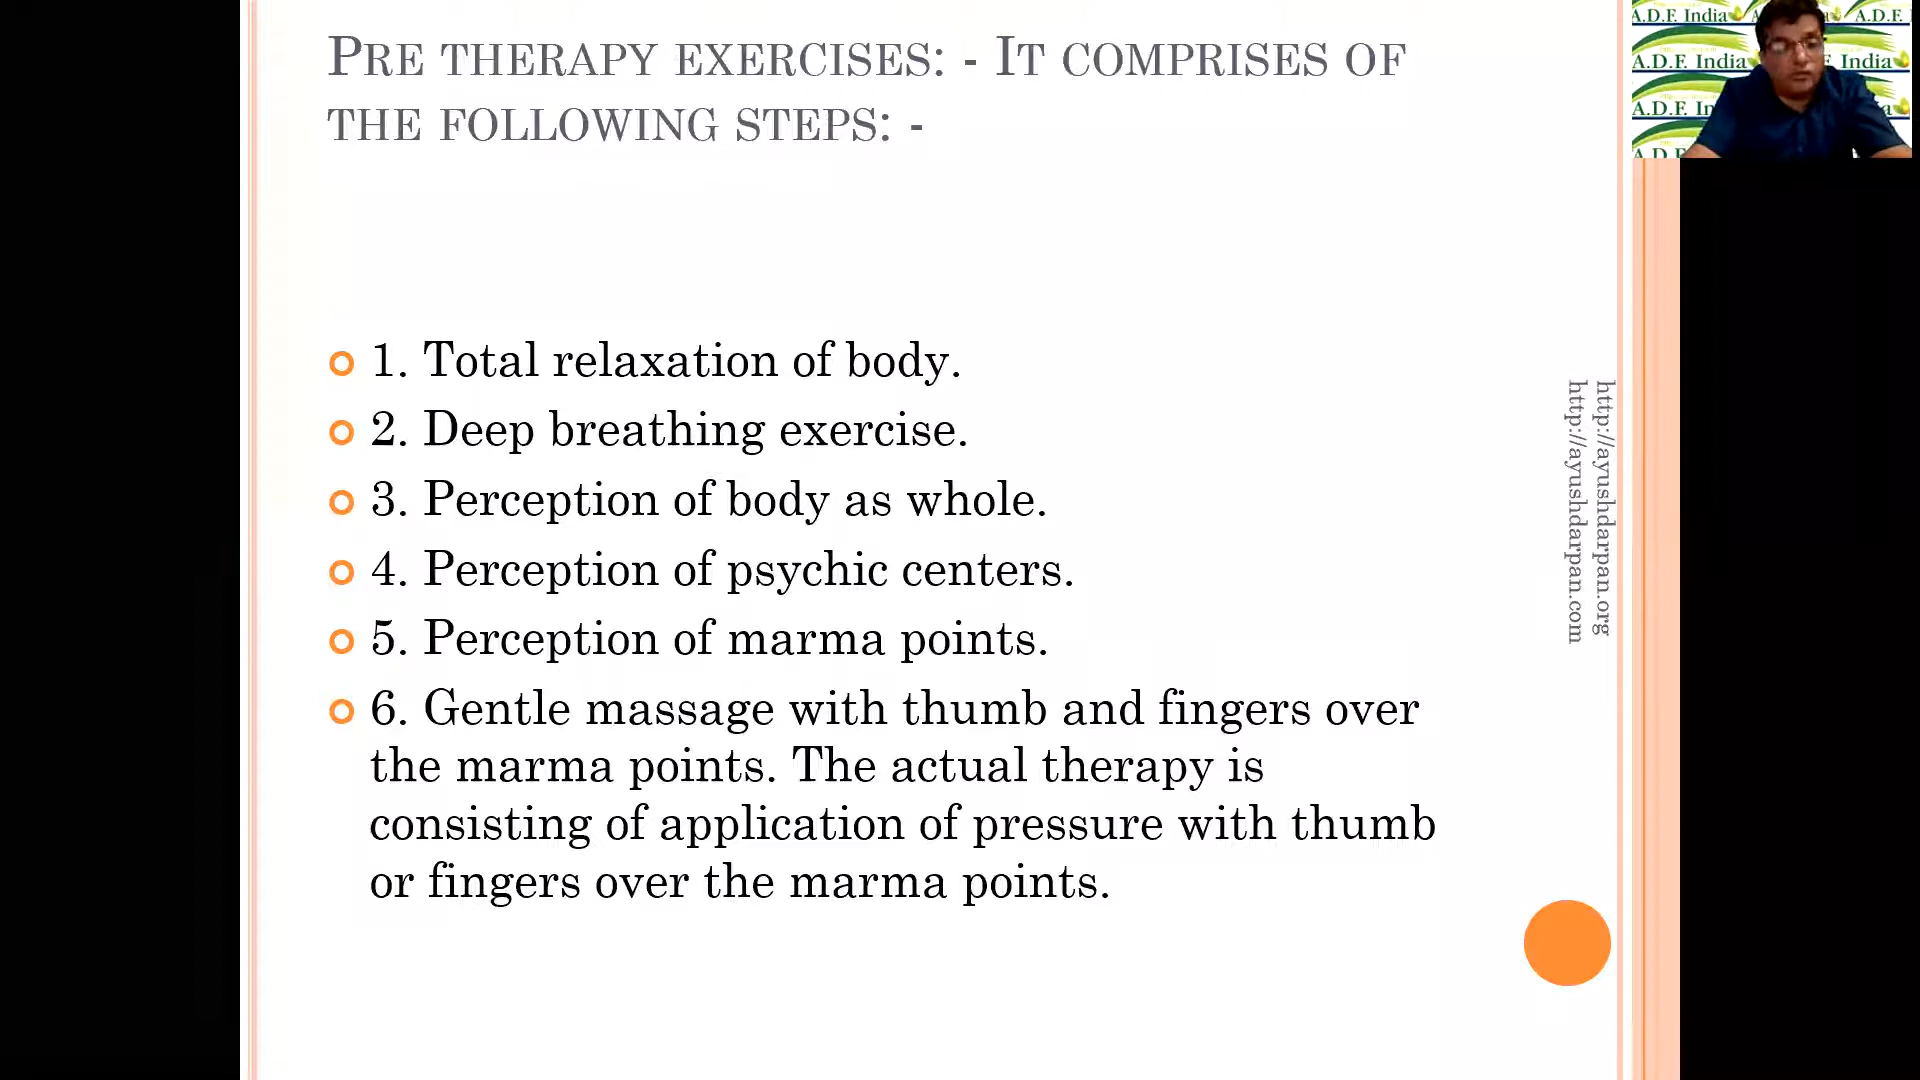 PRE THERAPY EXERCISES: - IT COMPRISES OF
THE FOLLOWING STEPS: -
1. Total relaxation of body.
2. Deep breathing exercise.
3. Perception of body as whole.
4. Perception of psychic centers.
5. Perception of marma points.
6. Gentle massage with thumb and fingers over
the marma points. The actual therapy is
consisting of application of pressure with thumb
or fingers over the marma points.
http://ayushdarpan.org
http://ayushdarpan.com
A.D.F. India
A.D.F.
A.D.F. India
F. India
A.D.F. In
ia
A.D.F